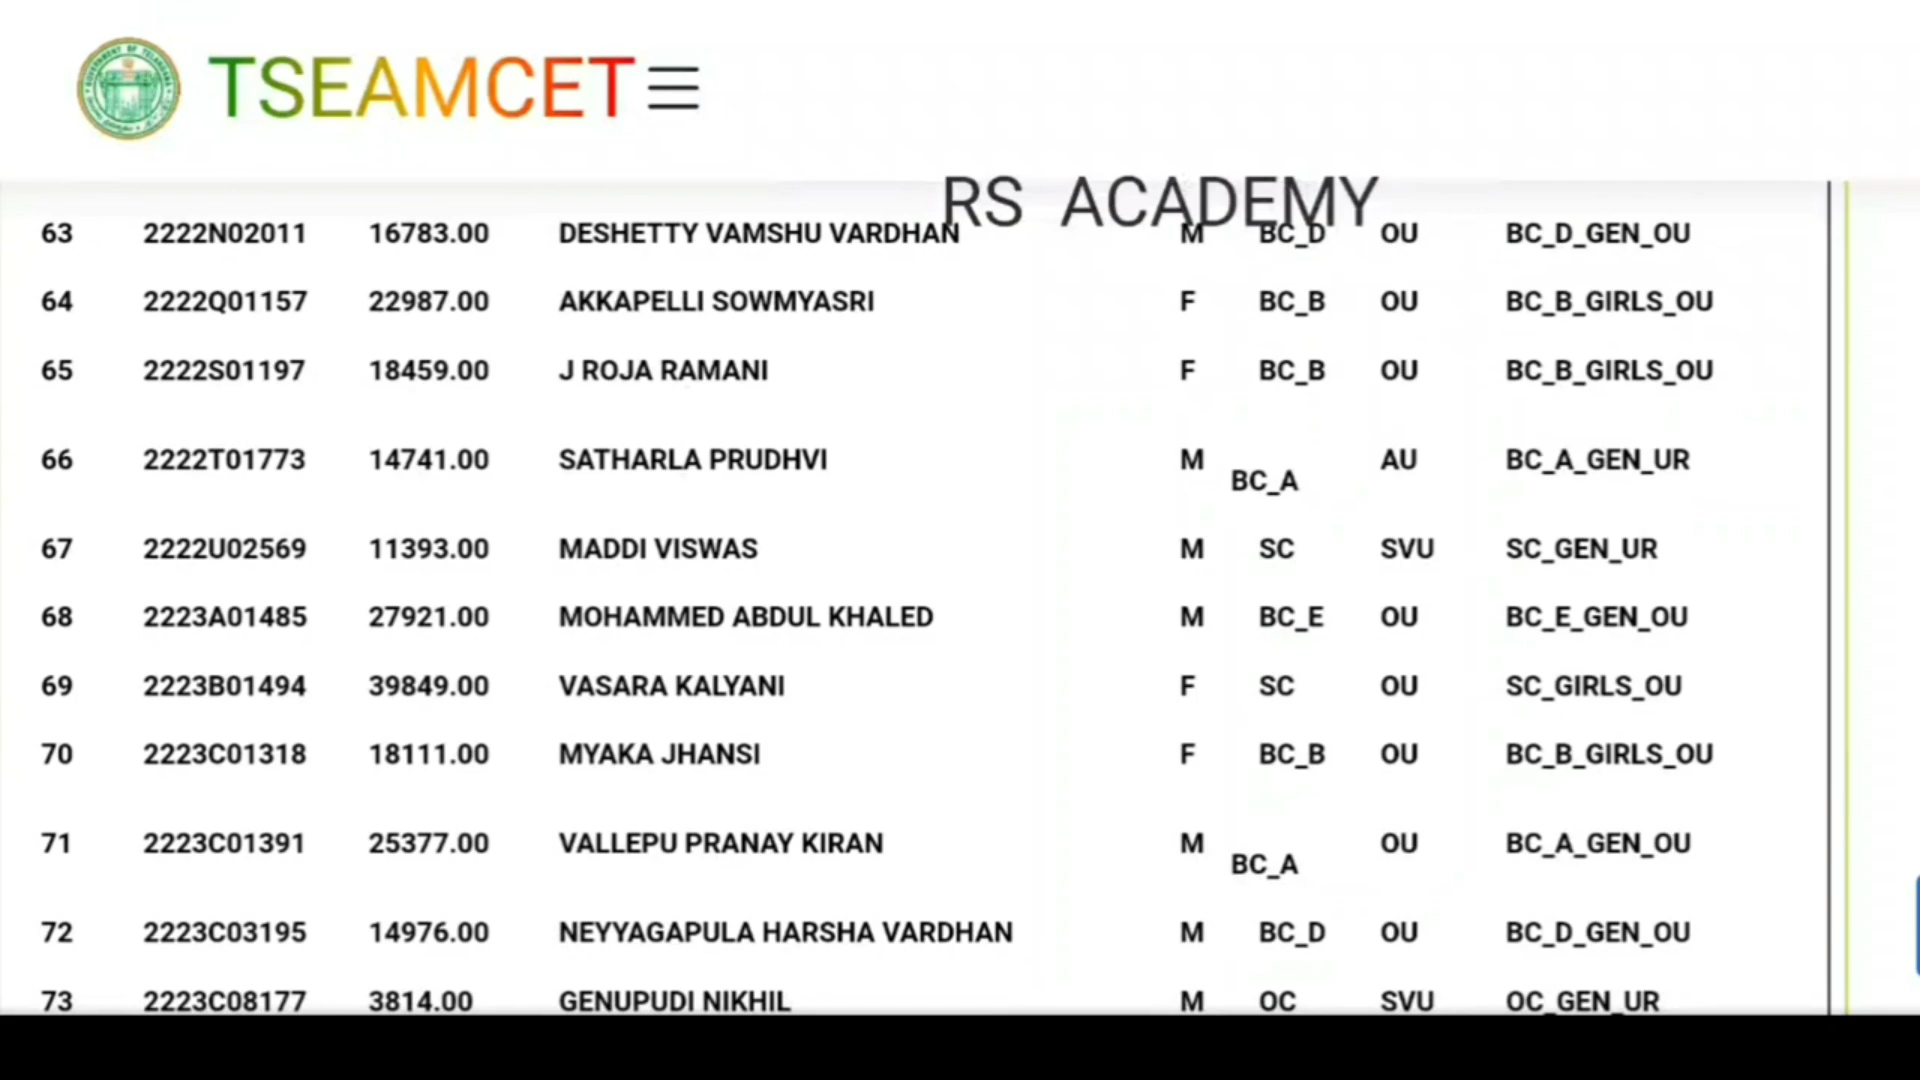 TSEAMCET
RS ACADEMY
63 2222N02011 16783.00 DESHETTY VAMSHU VARDHAN M BC_D OU BC_D_GEN_OU
64 2222Q01157 22987.00 AKKAPELLI SOWMYASRI F BC_B OU BC_B_GIRLS_OU
65 2222S01197 18459.00 J ROJA RAMANI F BC_B OU BC_B_GIRLS_OU
66 2222T01773 14741.00 SATHARLA PRUDHVI M BC_A AU BC_A_GEN_UR
67 2222U02569 11393.00 MADDI VISWAS M SC SVU SC_GEN_UR
68 2223A01485 27921.00 MOHAMMED ABDUL KHALED M BC_E OU BC_E_GEN_OU
69 2223B01494 39849.00 VASARA KALYANI F SC OU SC_GIRLS_OU
70 2223C01318 18111.00 MYAKA JHANSI F BC_B OU BC_B_GIRLS_OU
71 2223C01391 25377.00 VALLEPU PRANAY KIRAN M BC_A OU BC_A_GEN_OU
72 2223C03195 14976.00 NEYYAGAPULA HARSHA VARDHAN M BC_D OU BC_D_GEN_OU
73 2223C08177 3814.00 GENUPUDI NIKHIL M OC SVU OC_GEN_UR